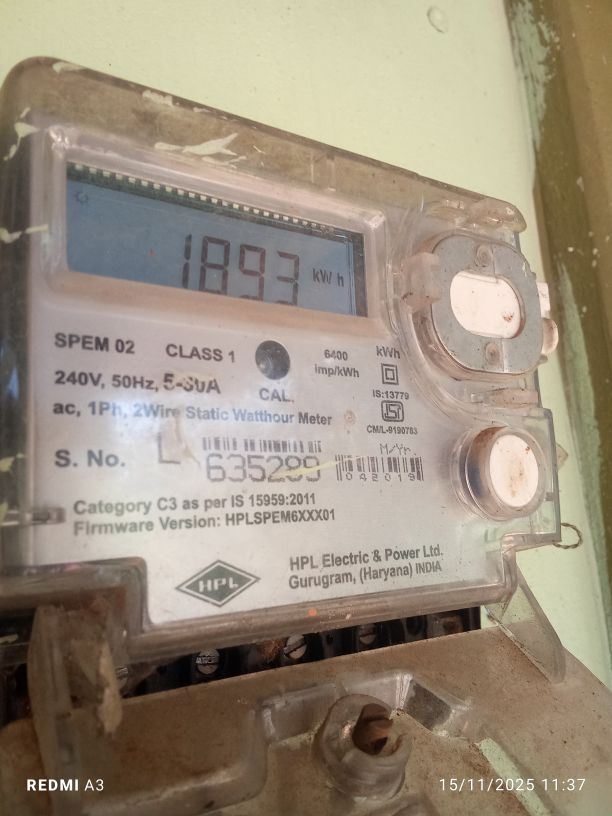 1893 kWh
SPEM 02 CLASS 1 6400 imp/kWh kWh
240V, 50Hz, 5-30A CAL. IS:13779
ac, 1Ph, 2Wire Static Watthour Meter CM/L-9190783
M/Yr.
S. No. L 635289 042019
Category C3 as per IS 15959:2011
Firmware Version: HPLSPEM6XXX01
HPL
HPL Electric & Power Ltd.
Gurugram, (Haryana) INDIA
REDMI A3 15/11/2025 11:37